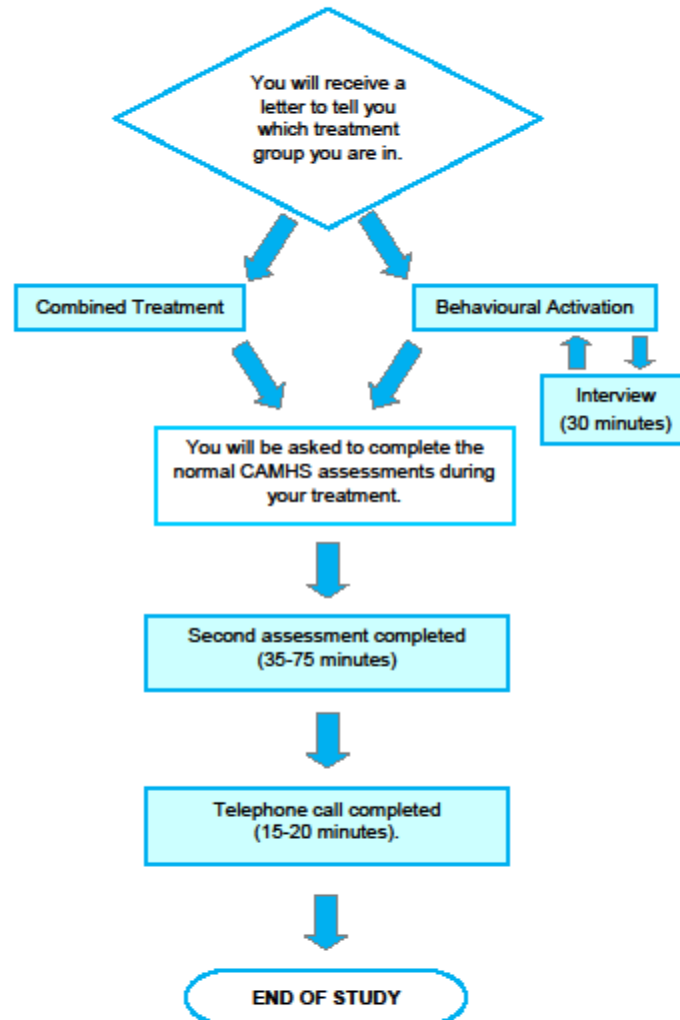 You will receive a
letter to tell you
which treatment
group you are in.
Combined Treatment
Behavioural Activation
Interview
(30 minutes)
You will be asked to complete the
normal CAMHS assessments during
your treatment.
Second assessment completed
(35-75 minutes)
Telephone call completed
(15-20 minutes).
END OF STUDY